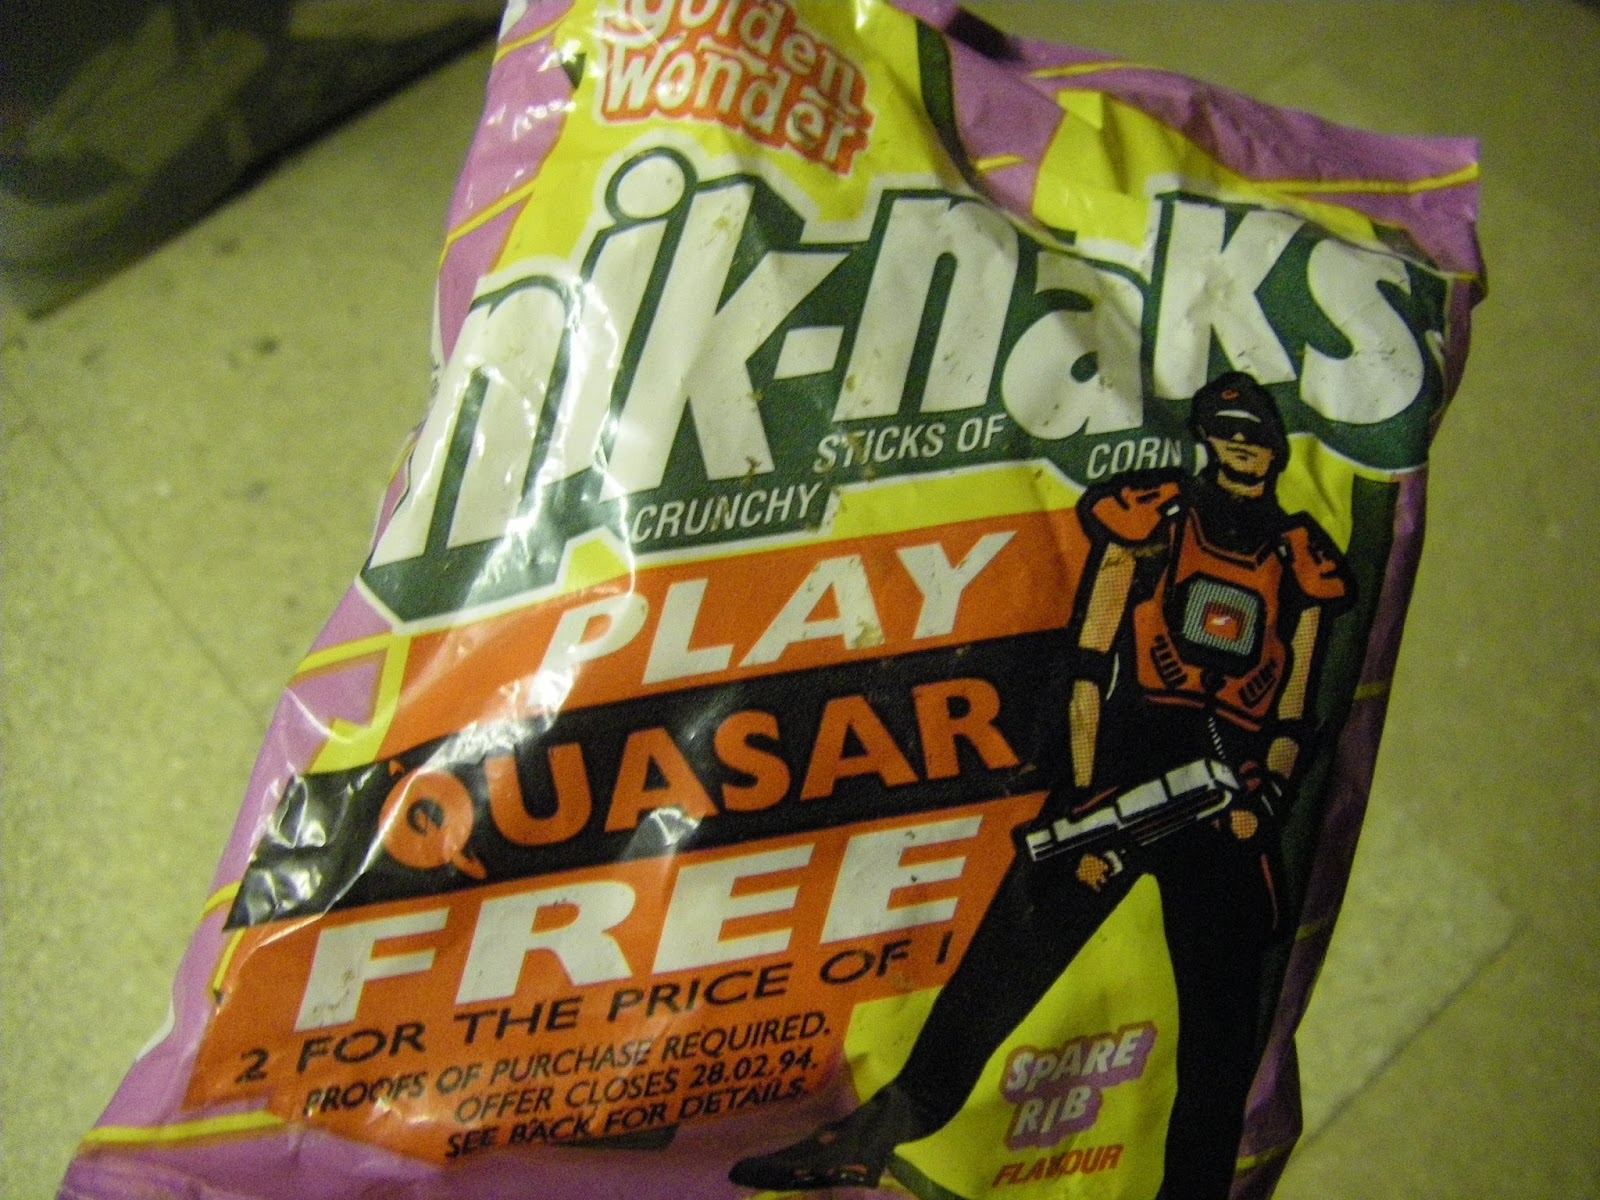 golden
wonder
nik-naks
CRUNCHY STICKS OF CORN
PLAY
QUASAR
FREE
2 FOR THE PRICE OF 1
PROOFS OF PURCHASE REQUIRED.
OFFER CLOSES 28.02.94.
SEE BACK FOR DETAILS.
SPARE
RIB
FLAVOUR